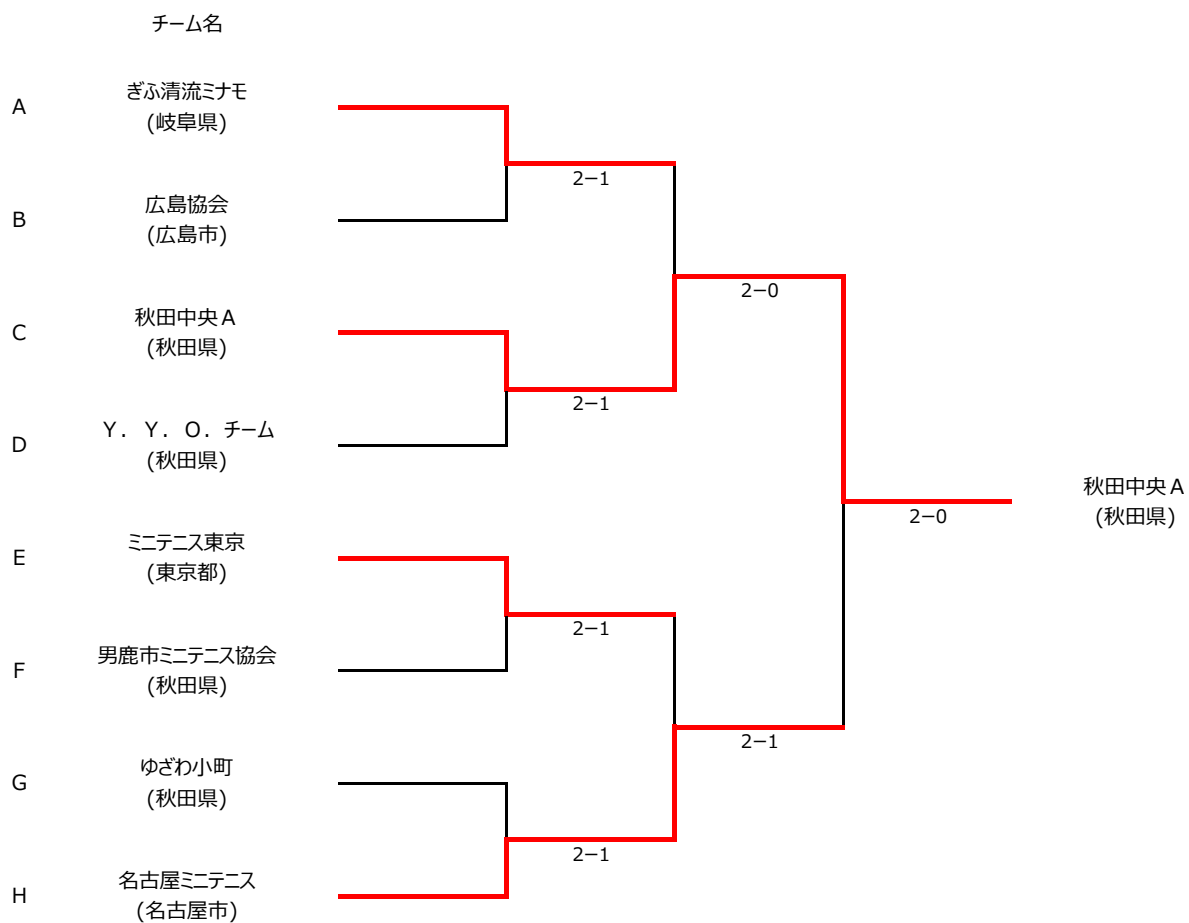 チーム名
A
ぎふ清流ミナモ
(岐阜県)
2−1
B
広島協会
(広島市)
2−0
C
秋田中央A
(秋田県)
2−1
D
Y．Y．O．チーム
(秋田県)
秋田中央A
(秋田県)
2−0
E
ミニテニス東京
(東京都)
2−1
F
男鹿市ミニテニス協会
(秋田県)
2−1
G
ゆざわ小町
(秋田県)
2−1
H
名古屋ミニテニス
(名古屋市)